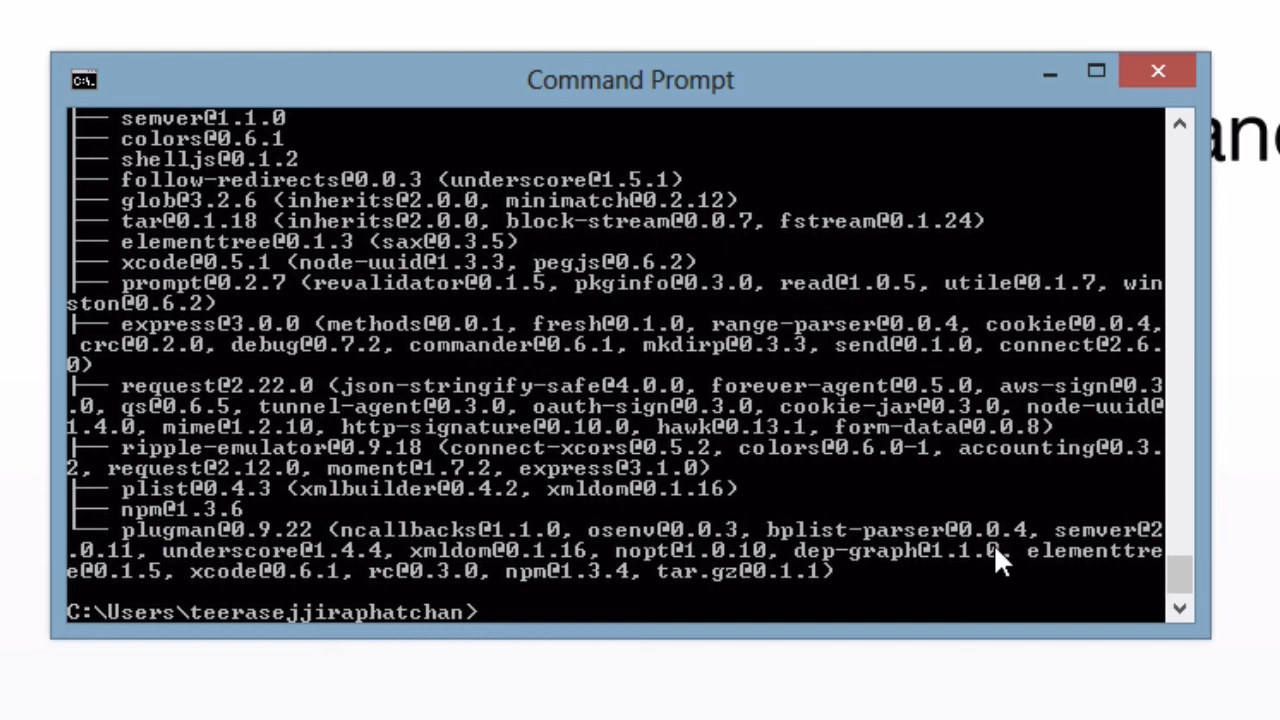 Command Prompt
and
├── semver@1.1.0
├── colors@0.6.1
├── shelljs@0.1.2
├── follow-redirects@0.0.3 (underscore@1.5.1)
├── glob@3.2.6 (inherits@2.0.0, minimatch@0.2.12)
├── tar@0.1.18 (inherits@2.0.0, block-stream@0.0.7, fstream@0.1.24)
├── elementtree@0.1.3 (sax@0.3.5)
├── xcode@0.5.1 (node-uuid@1.3.3, pegjs@0.6.2)
├── prompt@0.2.7 (revalidator@0.1.5, pkginfo@0.3.0, read@1.0.5, utile@0.1.7, win
ston@0.6.2)
├── express@3.0.0 (methods@0.0.1, fresh@0.1.0, range-parser@0.0.4, cookie@0.0.4,
crc@0.2.0, debug@0.7.2, commander@0.6.1, mkdirp@0.3.3, send@0.1.0, connect@2.6.
0)
├── request@2.22.0 (json-stringify-safe@4.0.0, forever-agent@0.5.0, aws-sign@0.3
.0, qs@0.6.5, tunnel-agent@0.3.0, oauth-sign@0.3.0, cookie-jar@0.3.0, node-uuid@
1.4.0, mime@1.2.10, http-signature@0.10.0, hawk@0.13.1, form-data@0.0.8)
├── ripple-emulator@0.9.18 (connect-xcors@0.5.2, colors@0.6.0-1, accounting@0.3.
2, request@2.12.0, moment@1.7.2, express@3.1.0)
├── plist@0.4.3 (xmlbuilder@0.4.2, xmldom@0.1.16)
├── npm@1.3.6
└── plugman@0.9.22 (ncallbacks@1.1.0, osenv@0.0.3, bplist-parser@0.0.4, semver@2
.0.11, underscore@1.4.4, xmldom@0.1.16, nopt@1.0.10, dep-graph@1.1.0, elementtre
e@0.1.5, xcode@0.6.1, rc@0.3.0, npm@1.3.4, tar.gz@0.1.1)
C:\Users\teerasejjiraphatchan>